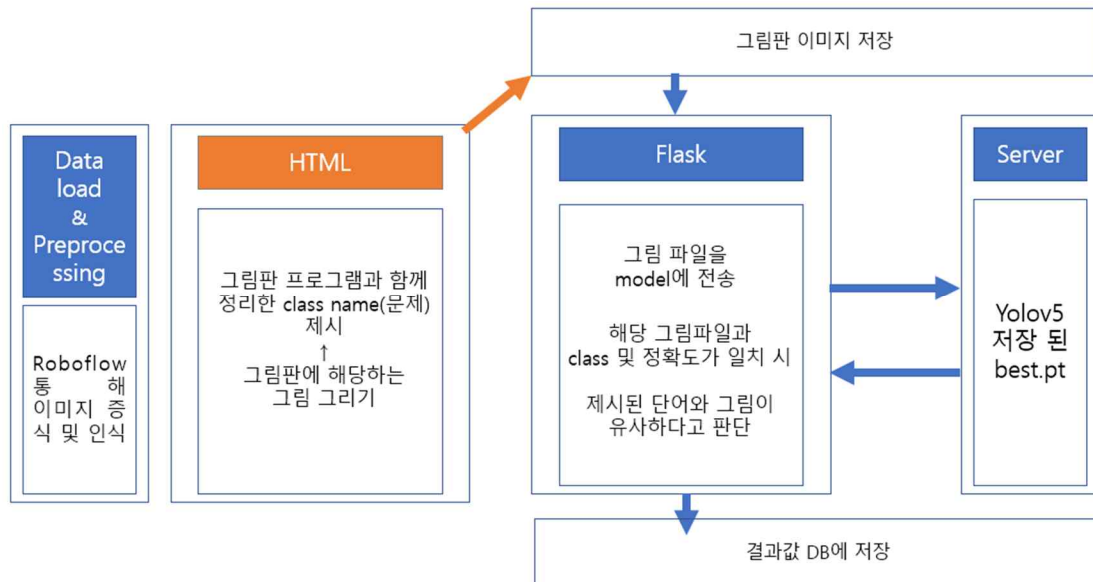 그림판 이미지 저장
Data
load
&
Preproce
ssing
Roboflow
통 해
이미지 증
식 및 인식
HTML
그림판 프로그램과 함께
정리한 class name(문제)
제시
↑
그림판에 해당하는
그림 그리기
Flask
그림 파일을
model에 전송
해당 그림파일과
class 및 정확도가 일치 시
제시된 단어와 그림이
유사하다고 판단
Server
Yolov5
저장 된
best.pt
결과값 DB에 저장